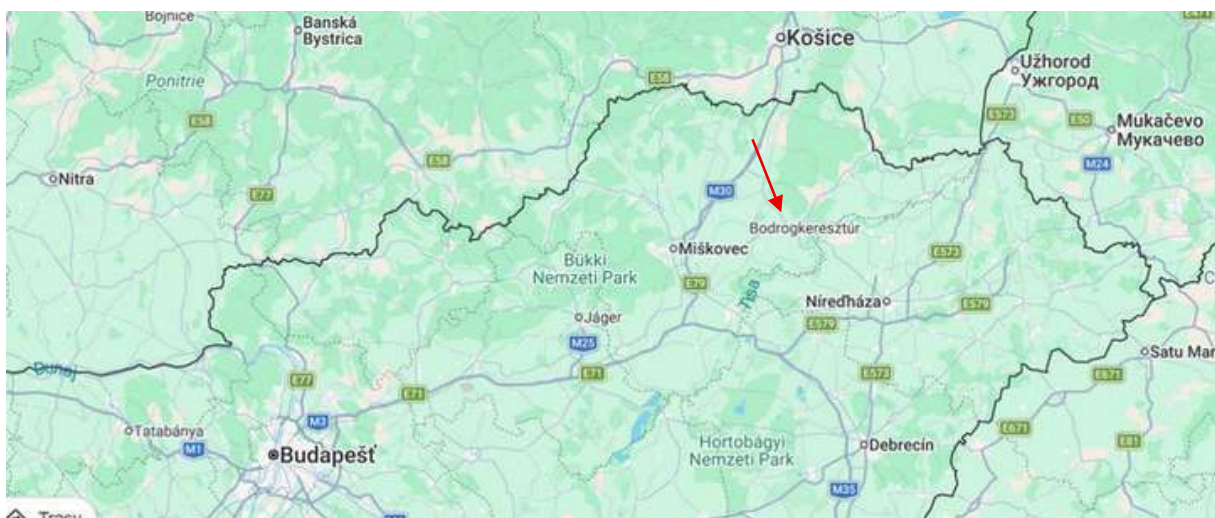 Bojnice
Banská
Bystrica
Košice
E50
Užhorod
Ужгород
Ponitrie
E58
E58
E573
E50
Mukačevo
Мукачево
M24
Nitra
E77
M30
Bodrogkeresztúr
Miškovec
Bükki
Nemzeti Park
E79
Tisa
E573
Níreďháza
E579
E579
Jáger
M25
Satu Mar
Dunaj
E77
E71
E71
E573
E671
M3
Tatabánya
M1
Budapešť
Hortobágyi
Nemzeti Park
Debrecín
E671
E81
M35
Trasy